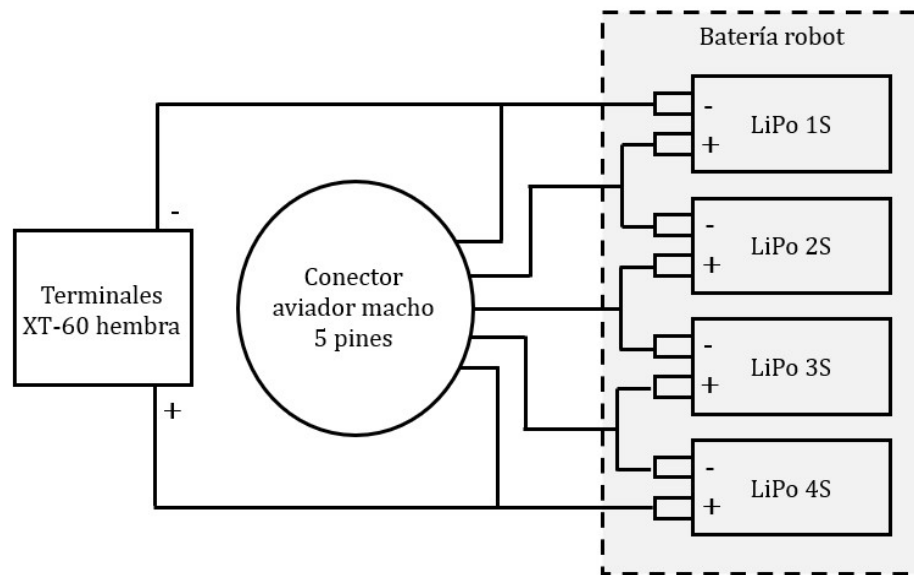 Batería robot
-
LiPo 1S
+
-
Terminales
XT-60 hembra
+
Conector
aviador macho
5 pines
-
LiPo 2S
+
-
LiPo 3S
+
-
LiPo 4S
+